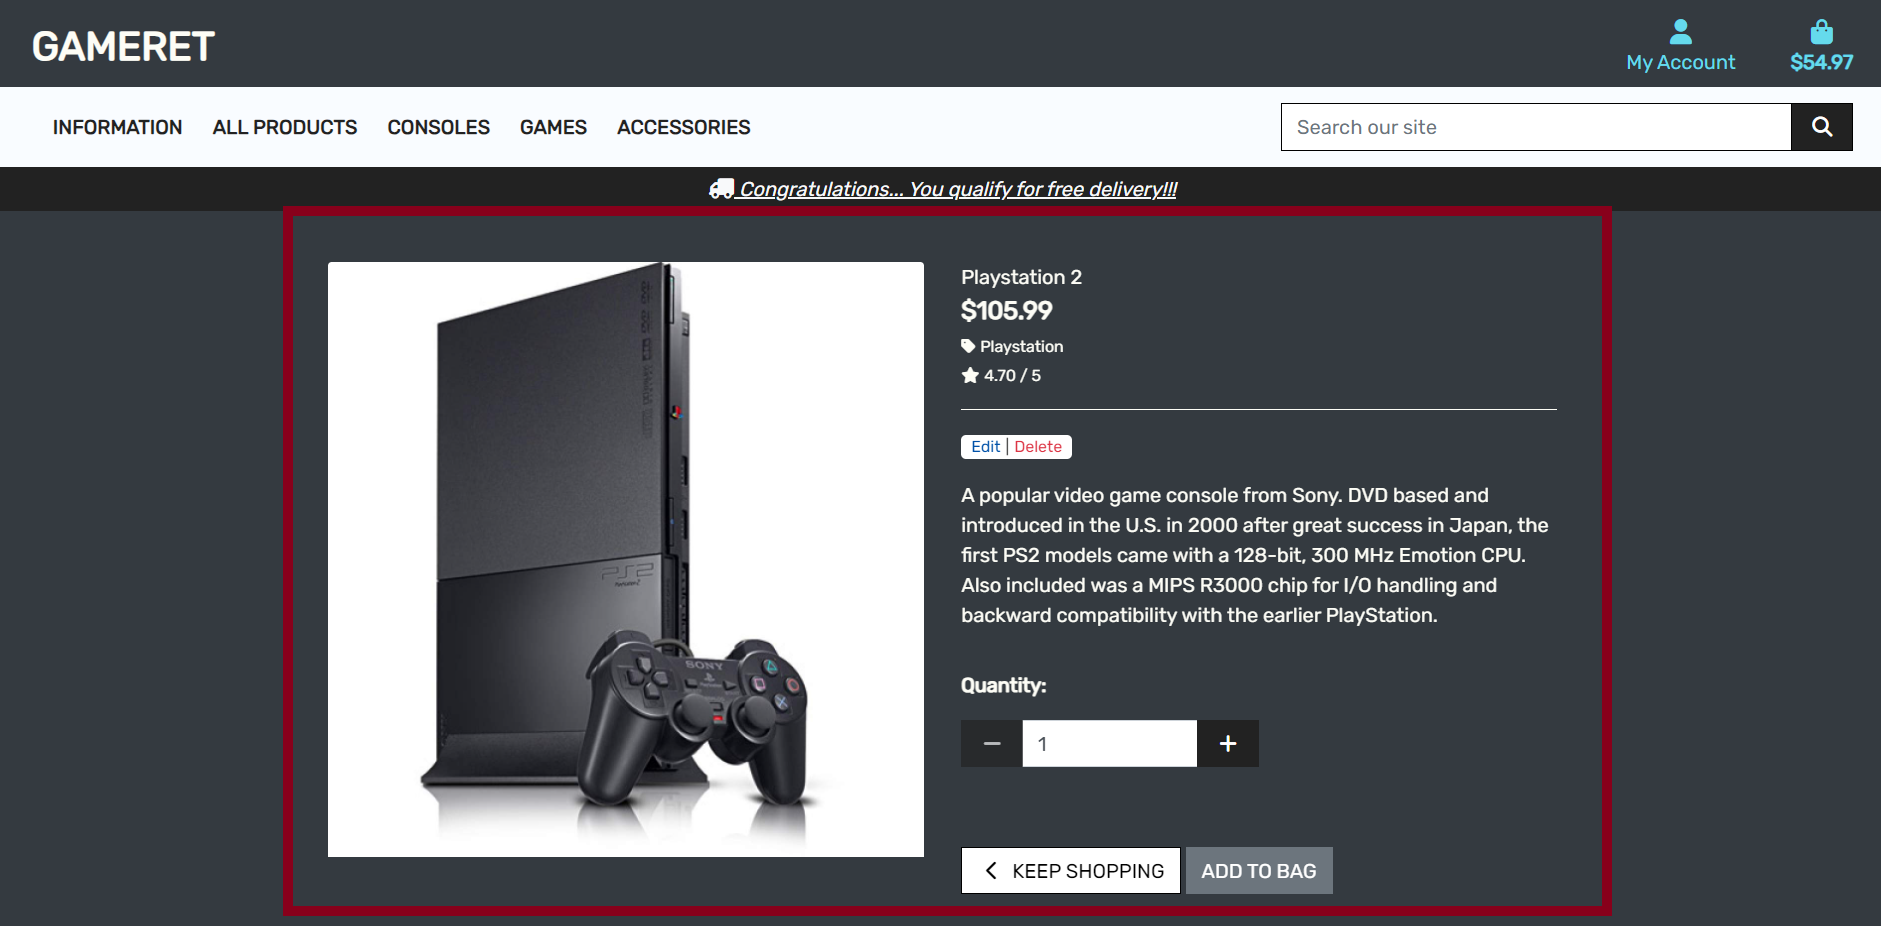 GAMERET
My Account
$54.97
INFORMATION
ALL PRODUCTS
CONSOLES
GAMES
ACCESSORIES
Search our site
Congratulations... You qualify for free delivery!!!
Playstation 2
$105.99
Playstation
4.70 / 5
Edit | Delete
A popular video game console from Sony. DVD based and
introduced in the U.S. in 2000 after great success in Japan, the
first PS2 models came with a 128-bit, 300 MHz Emotion CPU.
Also included was a MIPS R3000 chip for I/O handling and
backward compatibility with the earlier PlayStation.
PS2
PlayStation 2
SONY
Quantity:
1
KEEP SHOPPING
ADD TO BAG